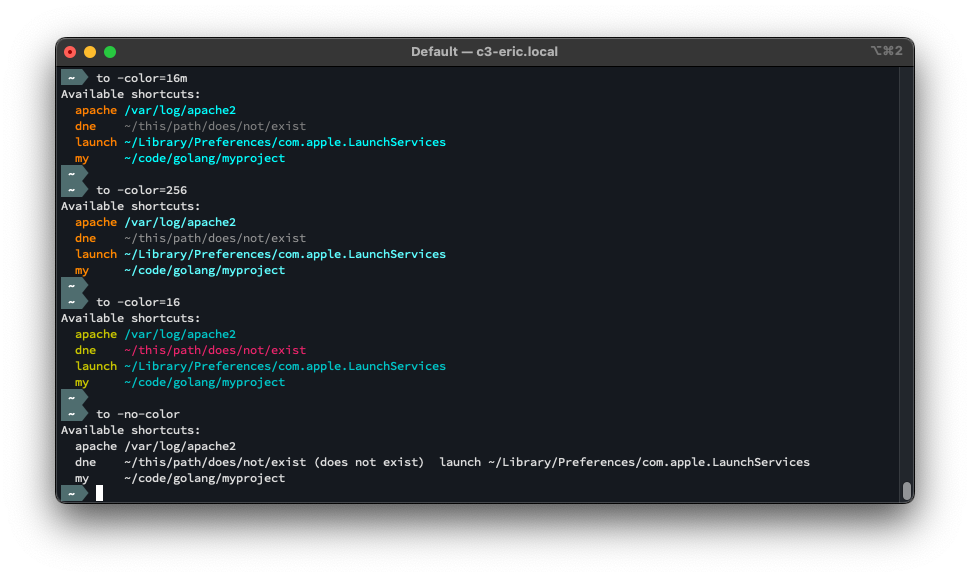 Default — c3-eric.local ⌥⌘2
~ to -color=16m
Available shortcuts:
  apache /var/log/apache2
  dne    ~/this/path/does/not/exist
  launch ~/Library/Preferences/com.apple.LaunchServices
  my     ~/code/golang/myproject
~
~ to -color=256
Available shortcuts:
  apache /var/log/apache2
  dne    ~/this/path/does/not/exist
  launch ~/Library/Preferences/com.apple.LaunchServices
  my     ~/code/golang/myproject
~
~ to -color=16
Available shortcuts:
  apache /var/log/apache2
  dne    ~/this/path/does/not/exist
  launch ~/Library/Preferences/com.apple.LaunchServices
  my     ~/code/golang/myproject
~
~ to -no-color
Available shortcuts:
  apache /var/log/apache2
  dne    ~/this/path/does/not/exist (does not exist)  launch ~/Library/Preferences/com.apple.LaunchServices
  my     ~/code/golang/myproject
~